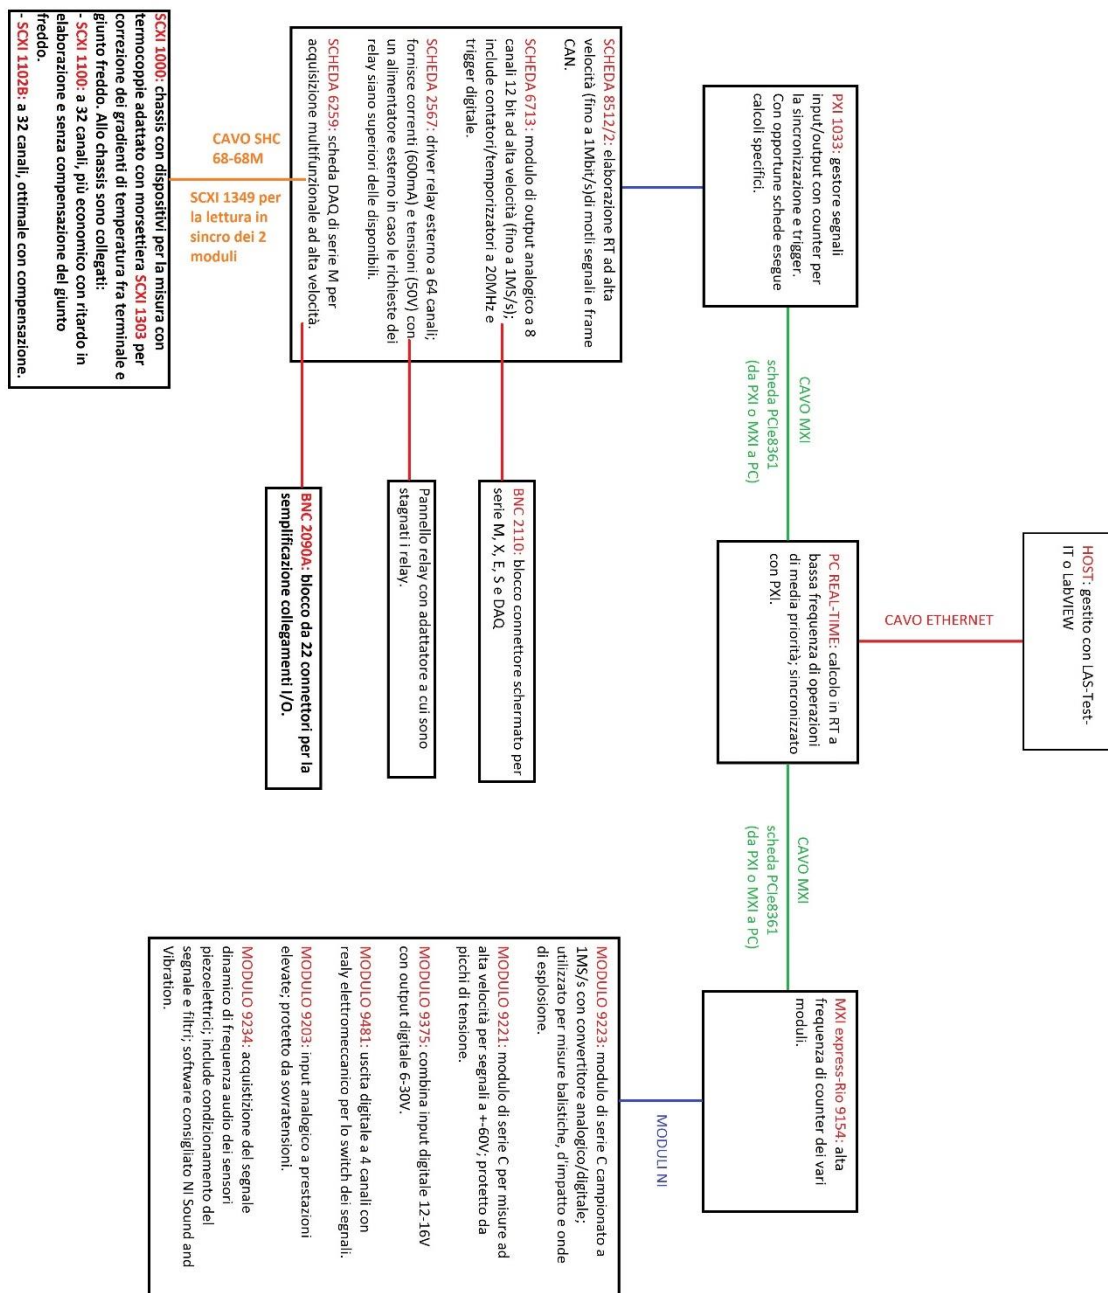 HOST: gestito con LAS-Test-
IT o LabVIEW
CAVO ETHERNET
PXI 1033: gestore segnali
input/output con counter per
la sincronizzazione e trigger.
Con opportune schede esegue
calcoli specifici.
CAVO MXI
scheda PCIe8361
(da PXI o MXI a PC)
PC REAL-TIME: calcolo in RT a
bassa frequenza di operazioni
di media priorità; sincronizzato
con PXI.
CAVO MXI
scheda PCIe8361
(da PXI o MXI a PC)
MXI express-Rio 9154: alta
frequenza di counter dei vari
moduli.
SCHEDA 8512/2: elaborazione RT ad alta
velocità (fino a 1Mbit/s)di motli segnali e frame
CAN.
SCHEDA 6713: modulo di output analogico a 8
canali 12 bit ad alta velocità (fino a 1MS/s);
include contatori/temporizzatori a 20MHz e
trigger digitale.
SCHEDA 2567: driver relay esterno a 64 canali;
fornisce correnti (600mA) e tensioni (50V) con
un alimentatore esterno in caso le richieste dei
relay siano superiori delle disponibili.
SCHEDA 6259: scheda DAQ di serie M per
acquisizione multifunzionale ad alta velocità.
BNC 2110: blocco connettore schermato per
serie M, X, E, S e DAQ
Pannello relay con adattatore a cui sono
stagnati i relay.
BNC 2090A: blocco da 22 connettori per la
semplificazione collegamenti I/O.
MODULI NI
MODULO 9223: modulo di serie C campionato a
1MS/s con convertitore analogico/digitale;
utilizzato per misure balistiche, d'impatto e onde
di esplosione.
MODULO 9221: modulo di serie C per misure ad
alta velocità per segnali a +-60V; protetto da
picchi di tensione.
MODULO 9375: combina input digitale 12-16V
con output digitale 6-30V.
MODULO 9481: uscita digitale a 4 canali con
realy elettromeccanico per lo switch dei segnali.
MODULO 9203: input analogico a prestazioni
elevate; protetto da sovratensioni.
MODULO 9234: acquistizione del segnale
dinamico di frequenza audio dei sensori
piezoelettrici; include condizionamento del
segnale e filtri; software consigliato NI Sound and
Vibration.
CAVO SHC
68-68M
SCXI 1349 per
la lettura in
sincro dei 2
moduli
SCXI 1000: chassis con dispositivi per la misura con
termocoppie adattato con morsettiera SCXI 1303 per
correzione dei gradienti di temperatura fra terminale e
giunto freddo. Allo chassis sono collegati:
- SCXI 1100: a 32 canali, più economico con ritardo in
elaborazione e senza compensazione del giunto
freddo.
- SCXI 1102B: a 32 canali, ottimale con compensazione.